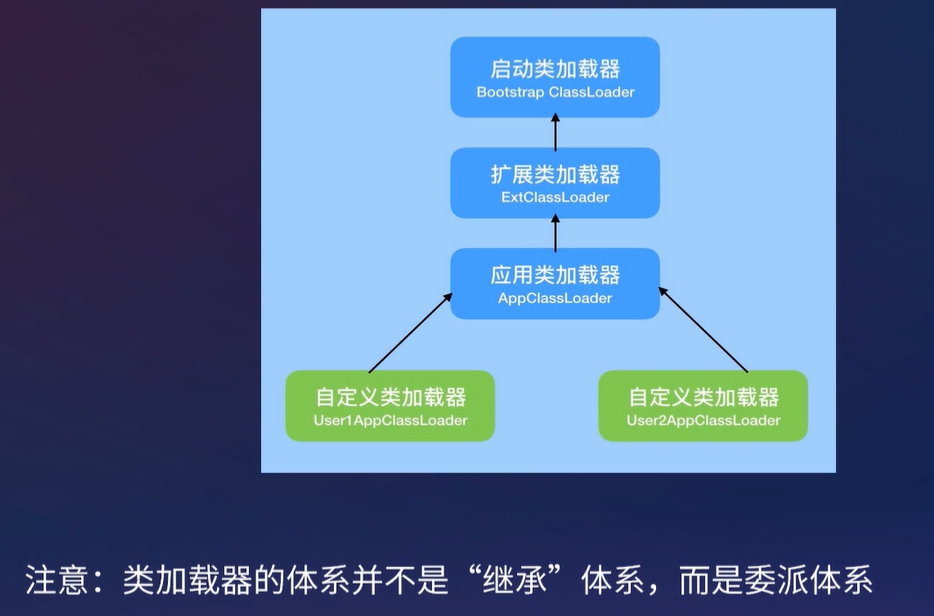 启动类加载器
Bootstrap ClassLoader
扩展类加载器
ExtClassLoader
应用类加载器
AppClassLoader
自定义类加载器
User1AppClassLoader
自定义类加载器
User2AppClassLoader
注意：类加载器的体系并不是“继承”体系，而是委派体系